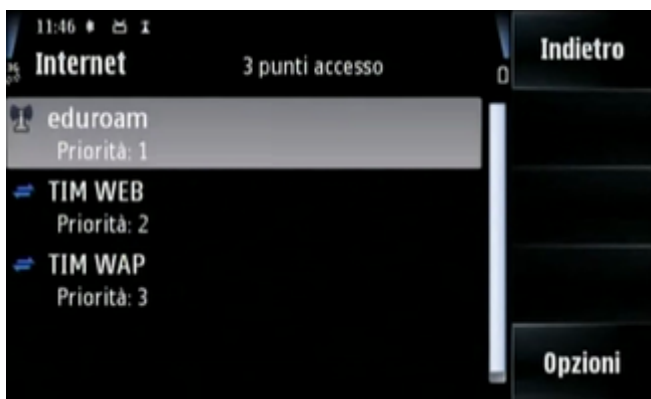 11:46
Indietro
Internet
3 punti accesso
eduroam
Priorità: 1
TIM WEB
Priorità: 2
TIM WAP
Priorità: 3
Opzioni